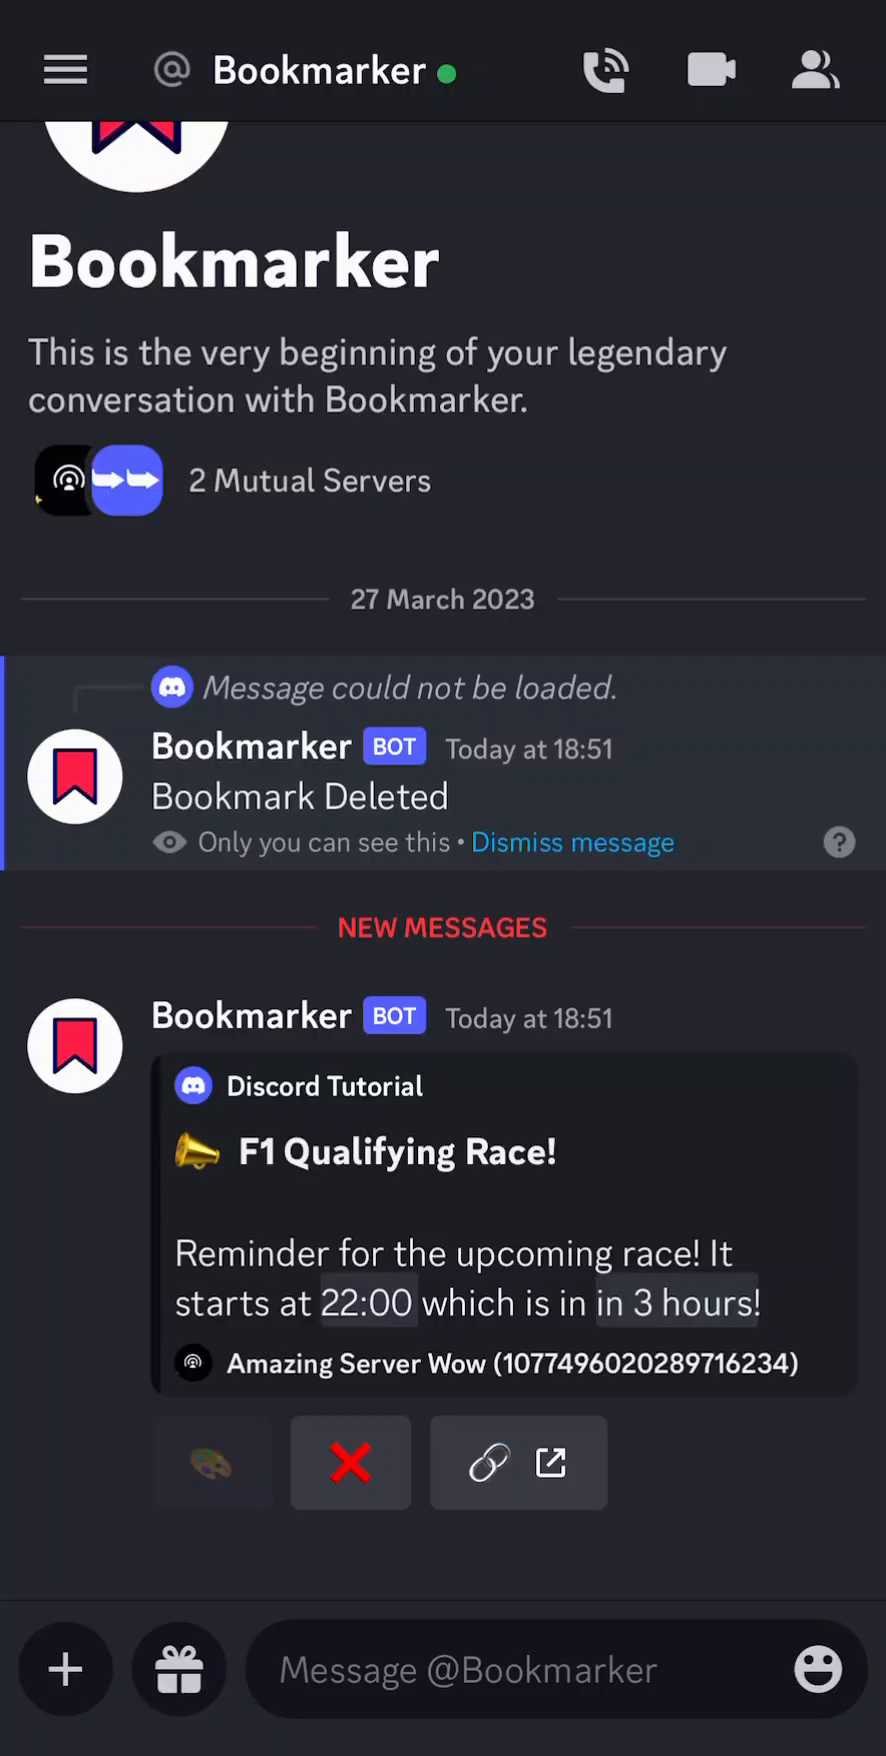 @ Bookmarker
Bookmarker
This is the very beginning of your legendary
conversation with Bookmarker.
2 Mutual Servers
27 March 2023
Message could not be loaded.
Bookmarker BOT Today at 18:51
Bookmark Deleted
Only you can see this • Dismiss message
?
NEW MESSAGES
Bookmarker BOT Today at 18:51
Discord Tutorial
F1 Qualifying Race!
Reminder for the upcoming race! It
starts at 22:00 which is in in 3 hours!
Amazing Server Wow (1077496020289716234)
Message @Bookmarker